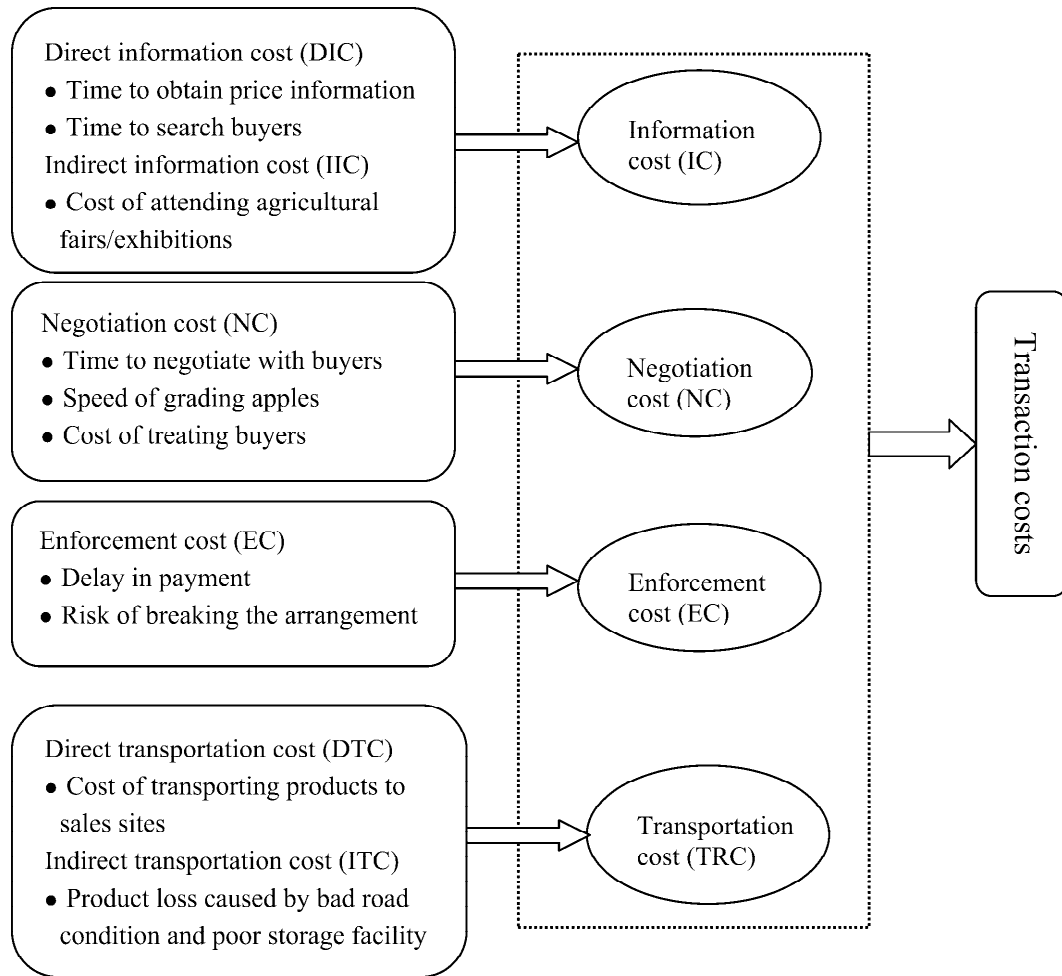 Direct information cost (DIC)
● Time to obtain price information
● Time to search buyers
Indirect information cost (IIC)
● Cost of attending agricultural
fairs/exhibitions
Information
cost (IC)
Negotiation cost (NC)
● Time to negotiate with buyers
● Speed of grading apples
● Cost of treating buyers
Negotiation
cost (NC)
Enforcement cost (EC)
● Delay in payment
● Risk of breaking the arrangement
Enforcement
cost (EC)
Direct transportation cost (DTC)
● Cost of transporting products to
sales sites
Indirect transportation cost (ITC)
● Product loss caused by bad road
condition and poor storage facility
Transportation
cost (TRC)
Transaction costs